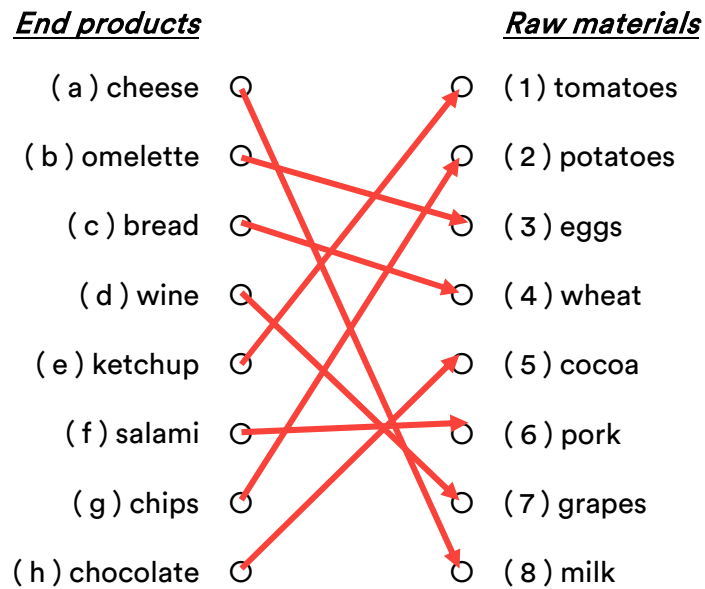 End products
Raw materials
( a ) cheese
( 1 ) tomatoes
( b ) omelette
( 2 ) potatoes
( c ) bread
( 3 ) eggs
( d ) wine
( 4 ) wheat
( e ) ketchup
( 5 ) cocoa
( f ) salami
( 6 ) pork
( g ) chips
( 7 ) grapes
( h ) chocolate
( 8 ) milk